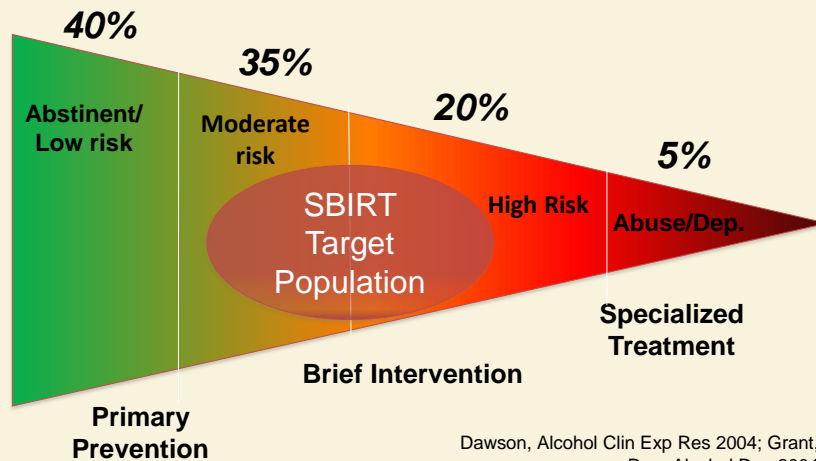 40%
35%
20%
5%
Abstinent/
Low risk
Moderate
risk
High Risk
Abuse/Dep.
SBIRT
Target
Population
Specialized
Treatment
Brief Intervention
Primary
Prevention
Dawson, Alcohol Clin Exp Res 2004; Grant,